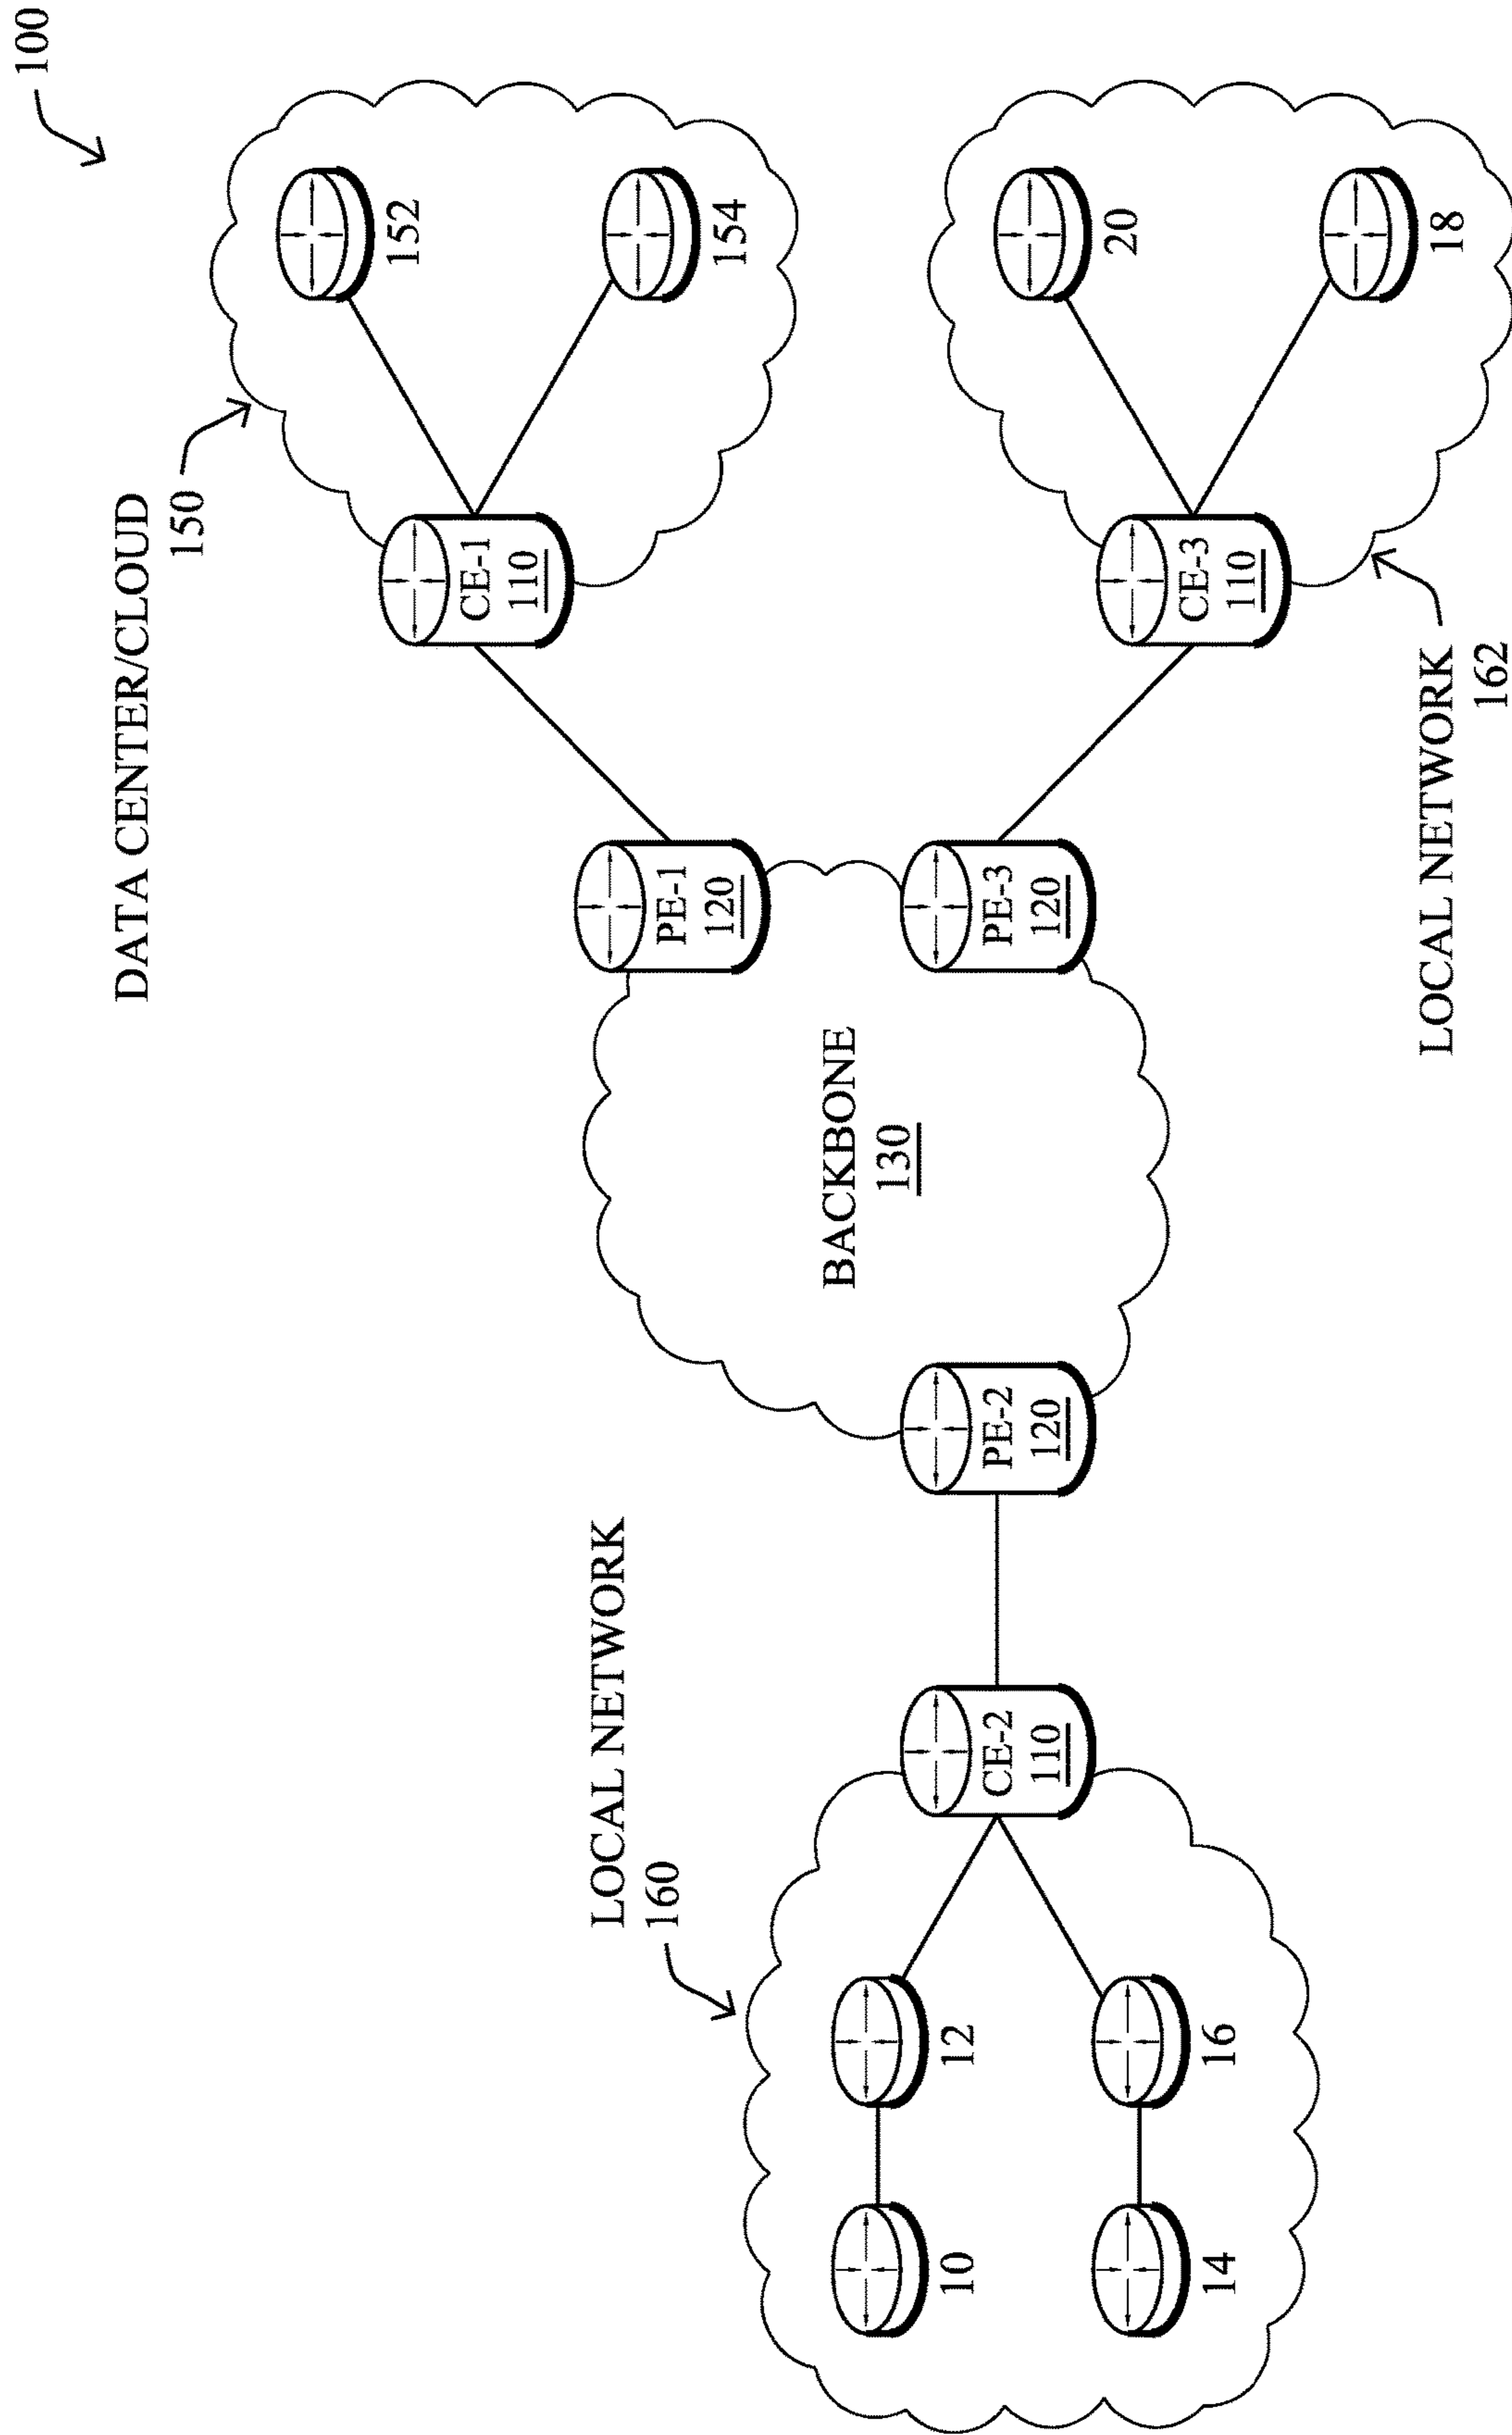 100
DATA CENTER/CLOUD
150
152
154
CE-1
110
PE-1
120
LOCAL NETWORK
160
BACKBONE
130
10
12
CE-2
110
PE-2
120
PE-3
120
CE-3
110
20
14
16
18
LOCAL NETWORK
162